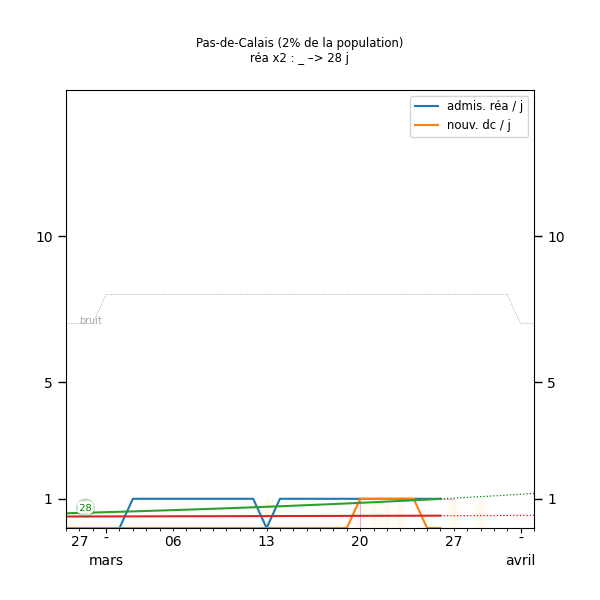 Pas-de-Calais (2% de la population)
réa x2 : _ –> 28 j
admis. réa / j
nouv. dc / j
10 10
bruit
5 5
28
1 1
27 - 06 13 20 27 -
mars avril